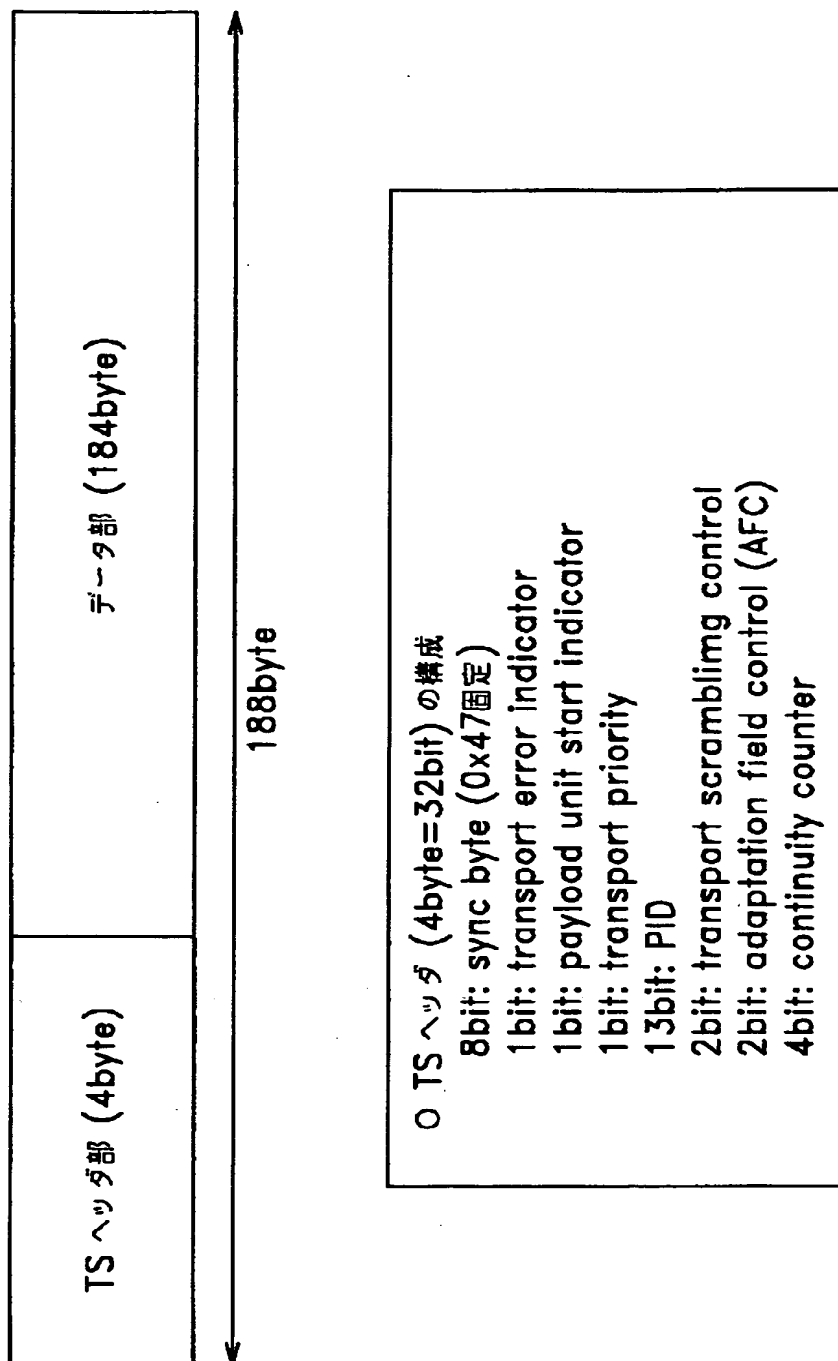 TSヘッダ部 (4byte)
データ部 (184byte)
188byte
O TSヘッダ (4byte=32bit) の構成
8bit: sync byte (0x47固定)
1bit: transport error indicator
1bit: payload unit start indicator
1bit: transport priority
13bit: PID
2bit: transport scramblimg control
2bit: adaptation field control (AFC)
4bit: continuity counter